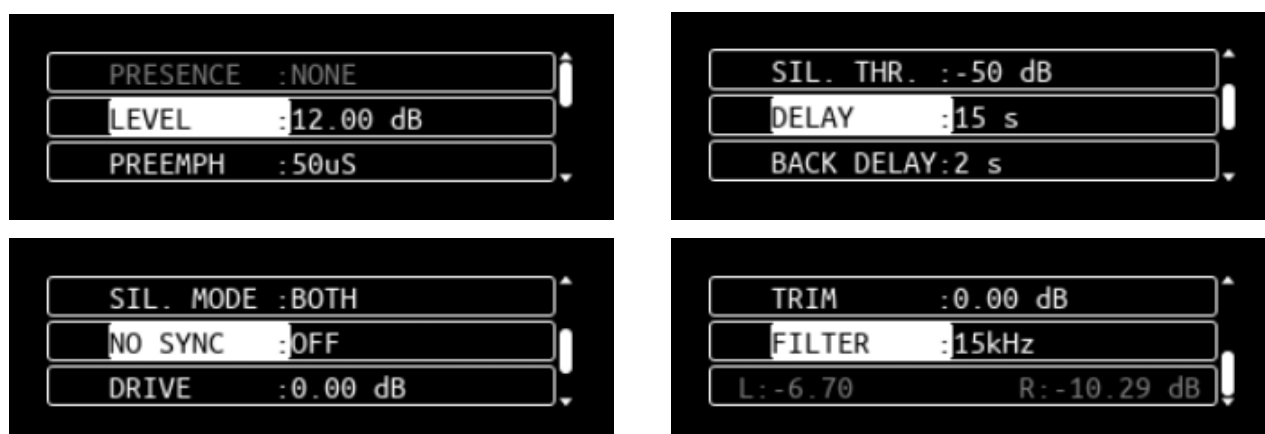 PRESENCE :NONE
LEVEL :12.00 dB
PREEMPH :50uS
SIL. THR. :-50 dB
DELAY :15 s
BACK DELAY:2 s
SIL. MODE :BOTH
NO SYNC :OFF
DRIVE :0.00 dB
TRIM :0.00 dB
FILTER :15kHz
L:-6.70 R:-10.29 dB